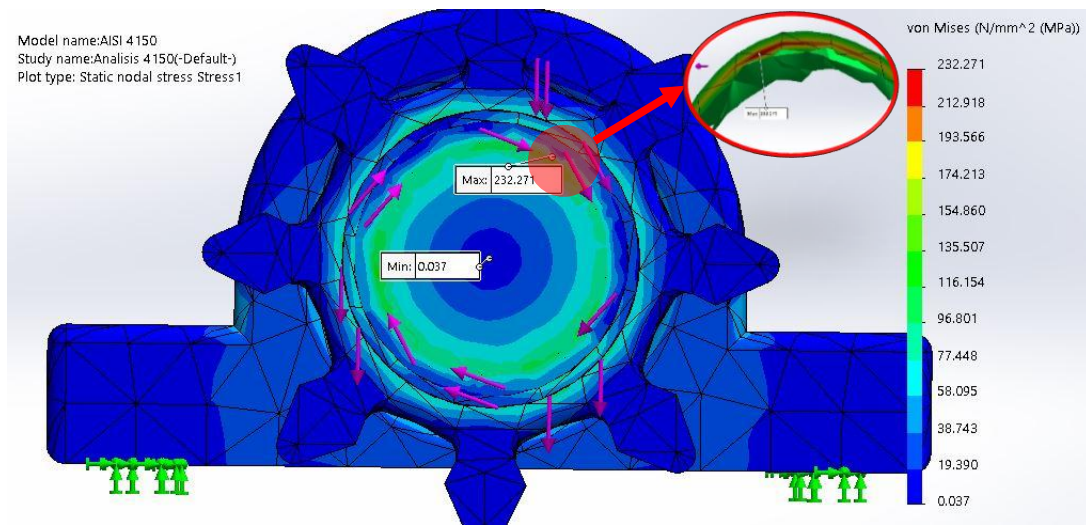 Model name:AISI 4150
Study name:Analisis 4150(-Default-)
Plot type: Static nodal stress Stress1
von Mises (N/mm^2 (MPa))
232.271
212.918
193.566
174.213
154.860
135.507
116.154
96.801
77.448
58.095
38.743
19.390
0.037
Max: 232.271
Min: 0.037
Max: